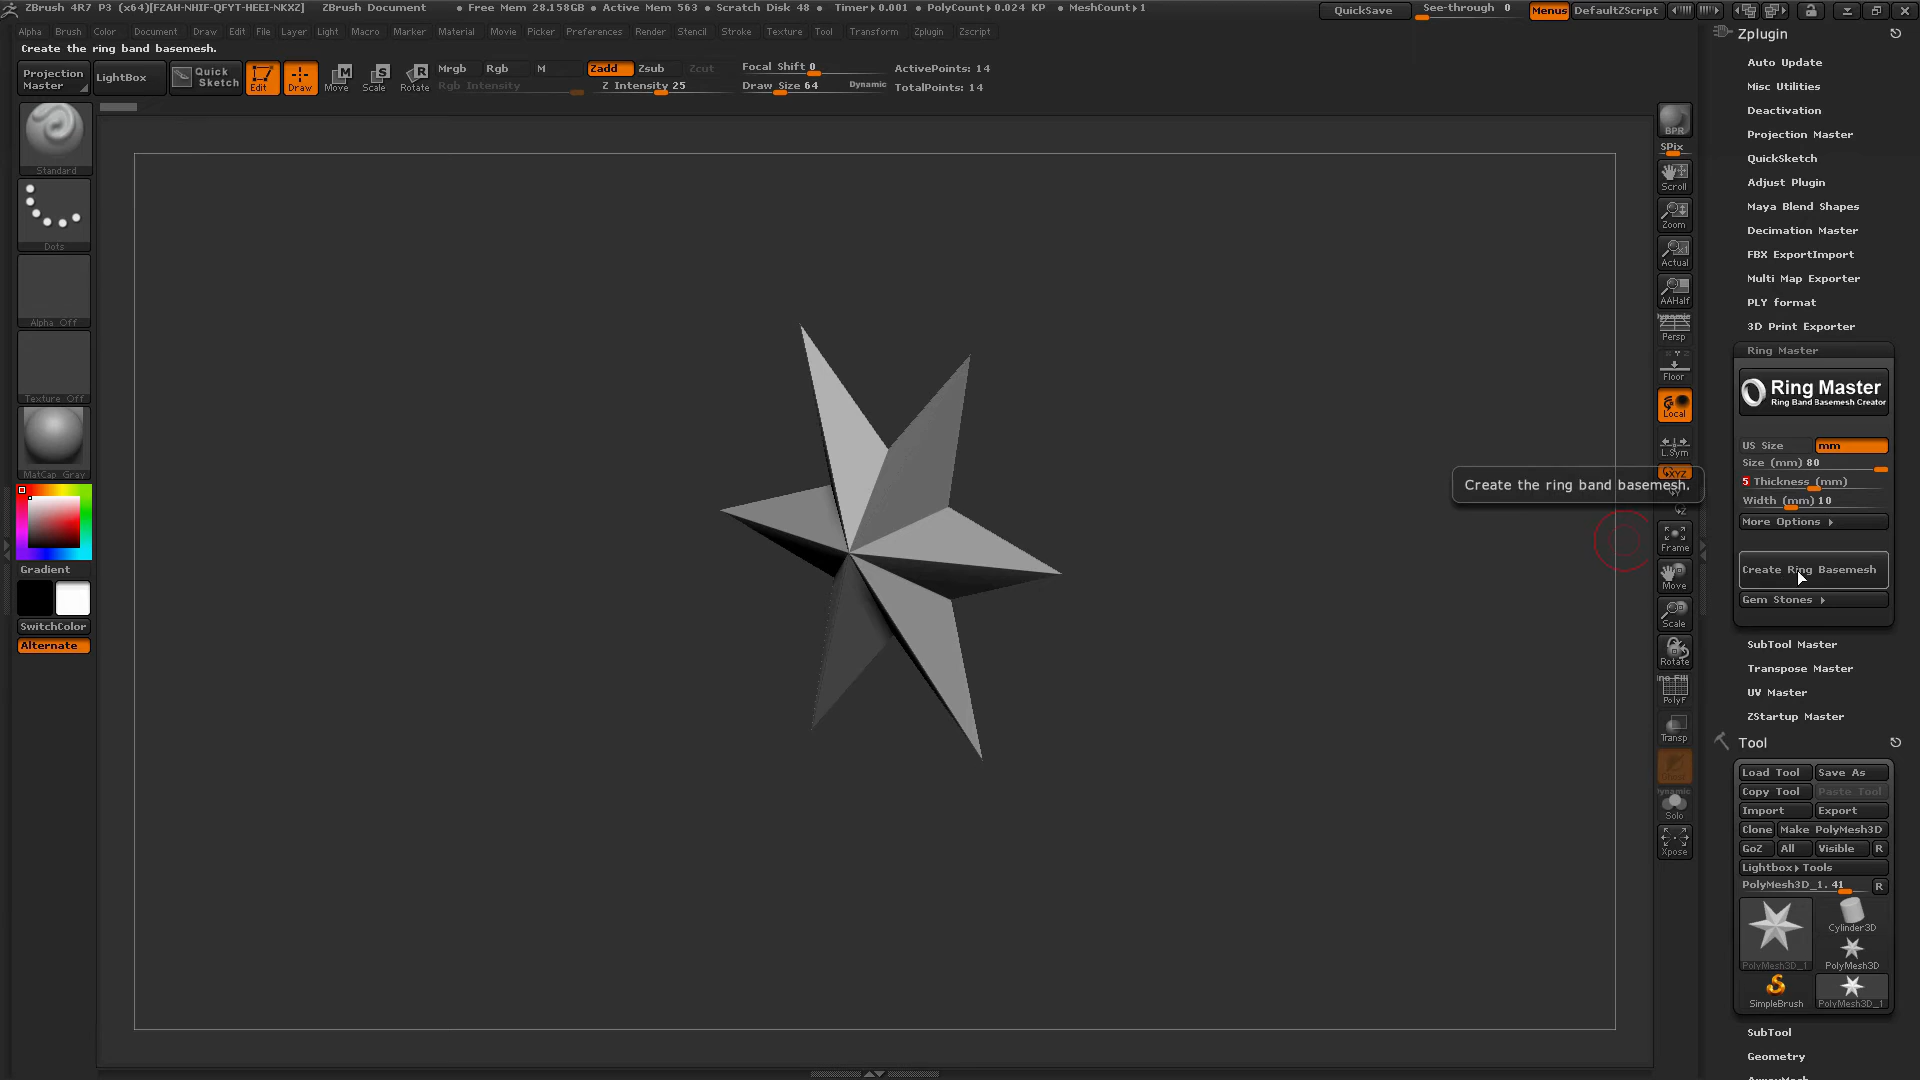 ZBrush 4R7 P3 (x64)[FZAH-NHIF-QFYT-HEEI-NKXZ] ZBrush Document • Free Mem 28.158GB • Active Mem 563 • Scratch Disk 48 • Timer▸0.001 • PolyCount▸0.024 KP • MeshCount▸1 QuickSave See-through 0 Menus DefaultZScript
Alpha Brush Color Document Draw Edit File Layer Light Macro Marker Material Movie Picker Preferences Render Stencil Stroke Texture Tool Transform Zplugin Zscript
Create the ring band basemesh.
Projection Master
LightBox
Quick Sketch
Edit
Draw
Move
Scale
Rotate
Mrgb Rgb M
Rgb Intensity
Zadd Zsub Zcut
Z Intensity 25
Focal Shift 0
Draw Size 64 Dynamic
ActivePoints: 14
TotalPoints: 14
Standard
Dots
Alpha Off
Texture Off
MatCap Gray
Gradient
SwitchColor
Alternate
Create the ring band basemesh.
BPR
SPix
Scroll
Zoom
Actual
AAHalf
Persp
Floor
Local
L.Sym
XYZ
Frame
Move
Scale
Rotate
PolyF
Transp
Solo
Xpose
Zplugin
Auto Update
Misc Utilities
Deactivation
Projection Master
QuickSketch
Adjust Plugin
Maya Blend Shapes
Decimation Master
FBX ExportImport
Multi Map Exporter
PLY format
3D Print Exporter
Ring Master
Ring Master
Ring Band Basemesh Creator
US Size mm
Size (mm) 80
5 Thickness (mm)
Width (mm) 10
More Options ▸
Create Ring Basemesh
Gem Stones ▸
SubTool Master
Transpose Master
UV Master
ZStartup Master
Tool
Load Tool Save As
Copy Tool Paste Tool
Import Export
Clone Make PolyMesh3D
GoZ All Visible R
Lightbox▸Tools
PolyMesh3D_1. 41 R
PolyMesh3D_1
Cylinder3D
PolyMesh3D
SimpleBrush
PolyMesh3D_1
SubTool
Geometry